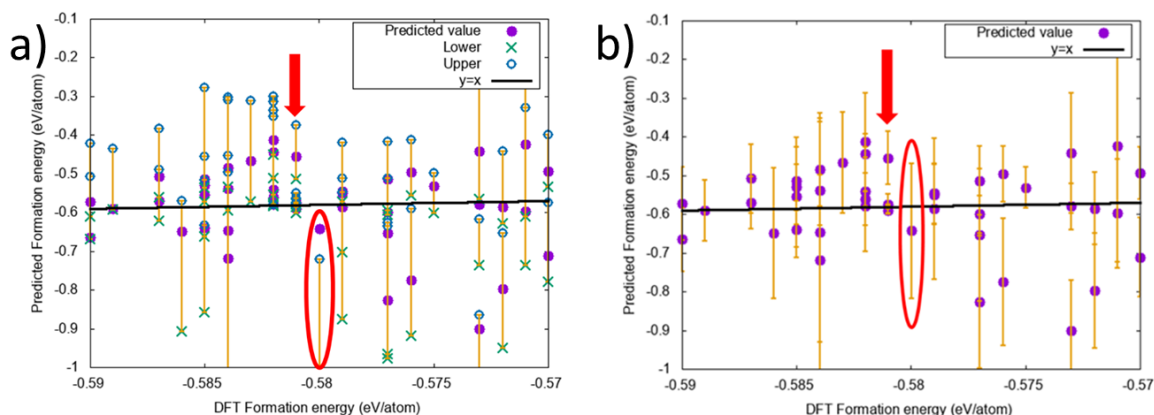 a)
Predicted Formation energy (eV/atom)
-0.1
-0.2
-0.3
-0.4
-0.5
-0.6
-0.7
-0.8
-0.9
-1
Predicted value
Lower
Upper
y=x
-0.59
-0.585
-0.58
-0.575
-0.57
DFT Formation energy (eV/atom)
b)
Predicted Formation energy (eV/atom)
-0.1
-0.2
-0.3
-0.4
-0.5
-0.6
-0.7
-0.8
-0.9
-1
Predicted value
y=x
-0.59
-0.585
-0.58
-0.575
-0.57
DFT Formation energy (eV/atom)